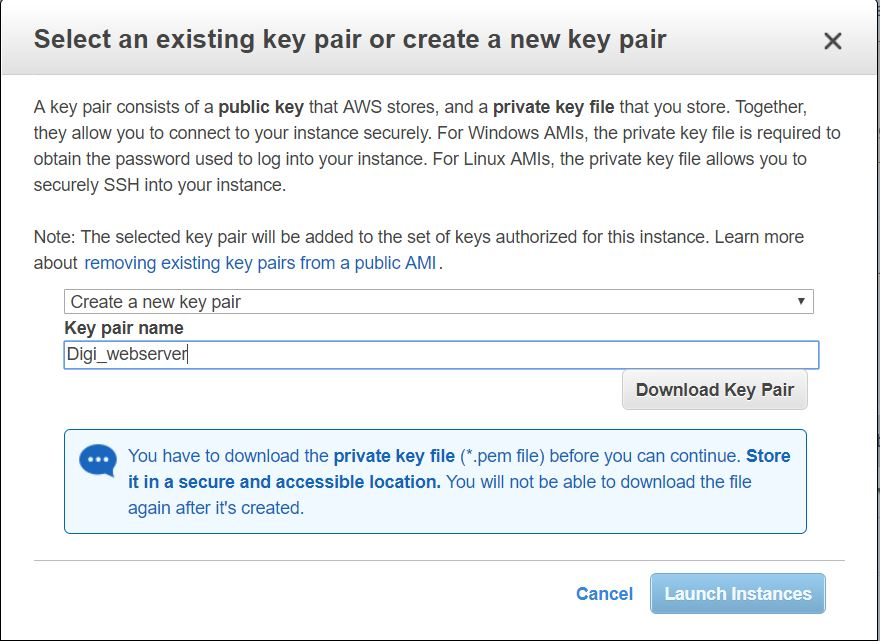 Select an existing key pair or create a new key pair
A key pair consists of a public key that AWS stores, and a private key file that you store. Together,
they allow you to connect to your instance securely. For Windows AMIs, the private key file is required to
obtain the password used to log into your instance. For Linux AMIs, the private key file allows you to
securely SSH into your instance.
Note: The selected key pair will be added to the set of keys authorized for this instance. Learn more
about removing existing key pairs from a public AMI.
Create a new key pair
Key pair name
Digi_webserver
Download Key Pair
You have to download the private key file (*.pem file) before you can continue. Store
it in a secure and accessible location. You will not be able to download the file
again after it's created.
Cancel
Launch Instances